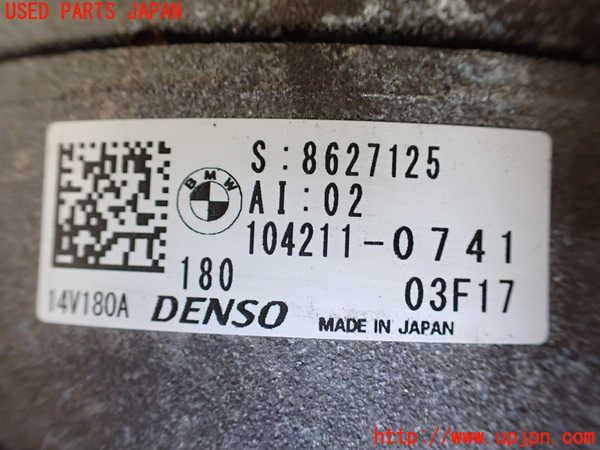 USED PARTS JAPAN
S:8627125
BMW
AI:02
104211-0741
180
03F17
14V180A
DENSO
MADE IN JAPAN
http://www.upjpn.com/